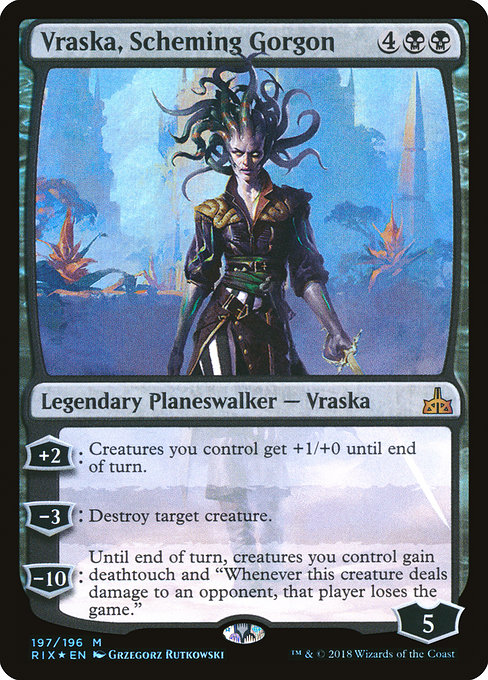 Vraska, Scheming Gorgon 4
Legendary Planeswalker — Vraska
+2 : Creatures you control get +1/+0 until end
of turn.
−3 : Destroy target creature.
Until end of turn, creatures you control gain
−10 : deathtouch and “Whenever this creature deals
damage to an opponent, that player loses the
game.”
5
197/196 M
RIX★EN Grzegorz Rutkowski ™ & © 2018 Wizards of the Coast